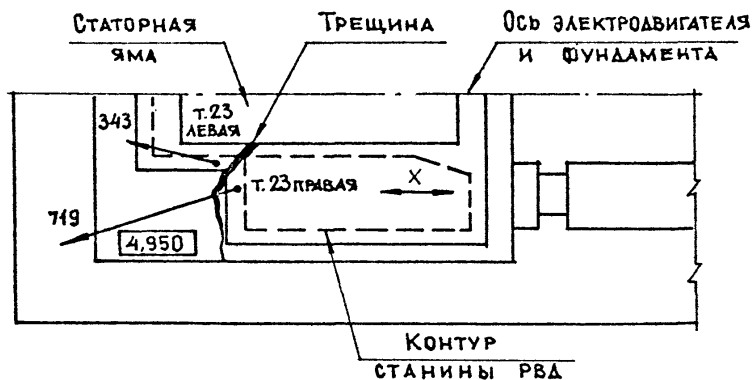 СТАТОРНАЯ
ЯМА
ТРЕЩИНА
ОСЬ ЭЛЕКТРОДВИГАТЕЛЯ
И ФУНДАМЕНТА
343
Т.23
ЛЕВАЯ
Т.23 ПРАВАЯ
X
719
4,950
КОНТУР
СТАНИНЫ РВД